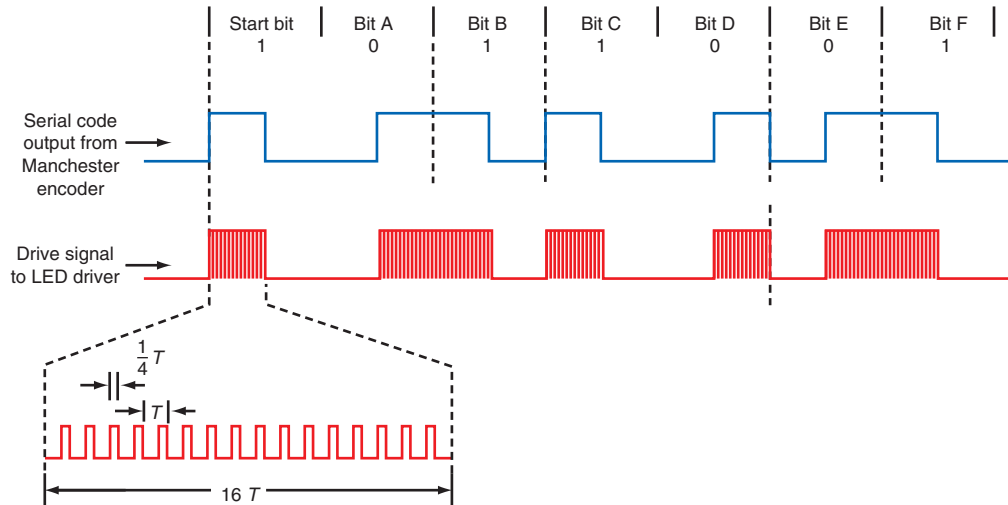 Start bit Bit A Bit B Bit C Bit D Bit E Bit F
1 0 1 1 0 0 1
Serial code
output from
Manchester
encoder
Drive signal
to LED driver
1/4 T
T
16 T